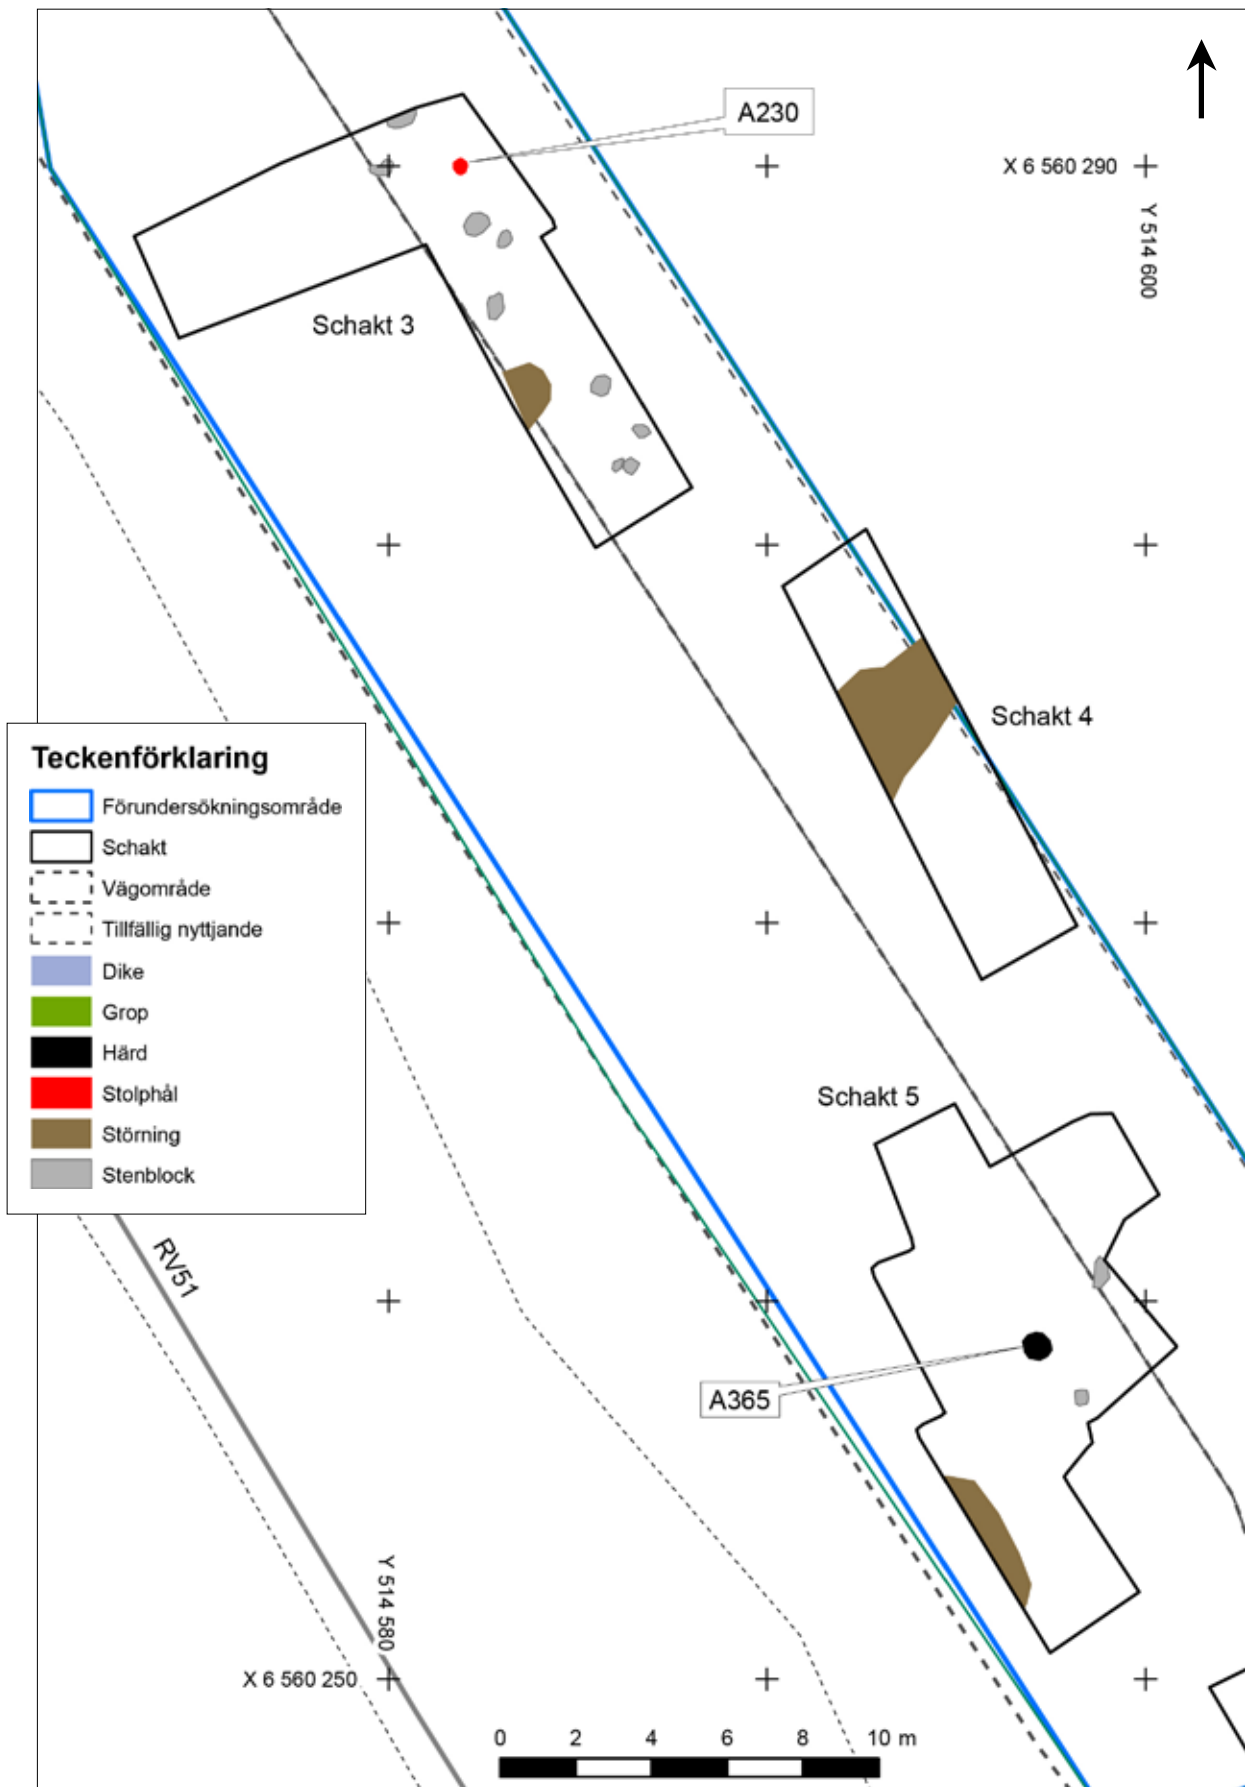 A230
X 6 560 290
Y 514 600
Schakt 3
Schakt 4
Teckenförklaring
Förundersökningsområde
Schakt
Vägområde
Tillfällig nyttjande
Dike
Grop
Härd
Stolphål
Störning
Stenblock
Schakt 5
RV51
A365
Y 514 580
X 6 560 250
0 2 4 6 8 10 m